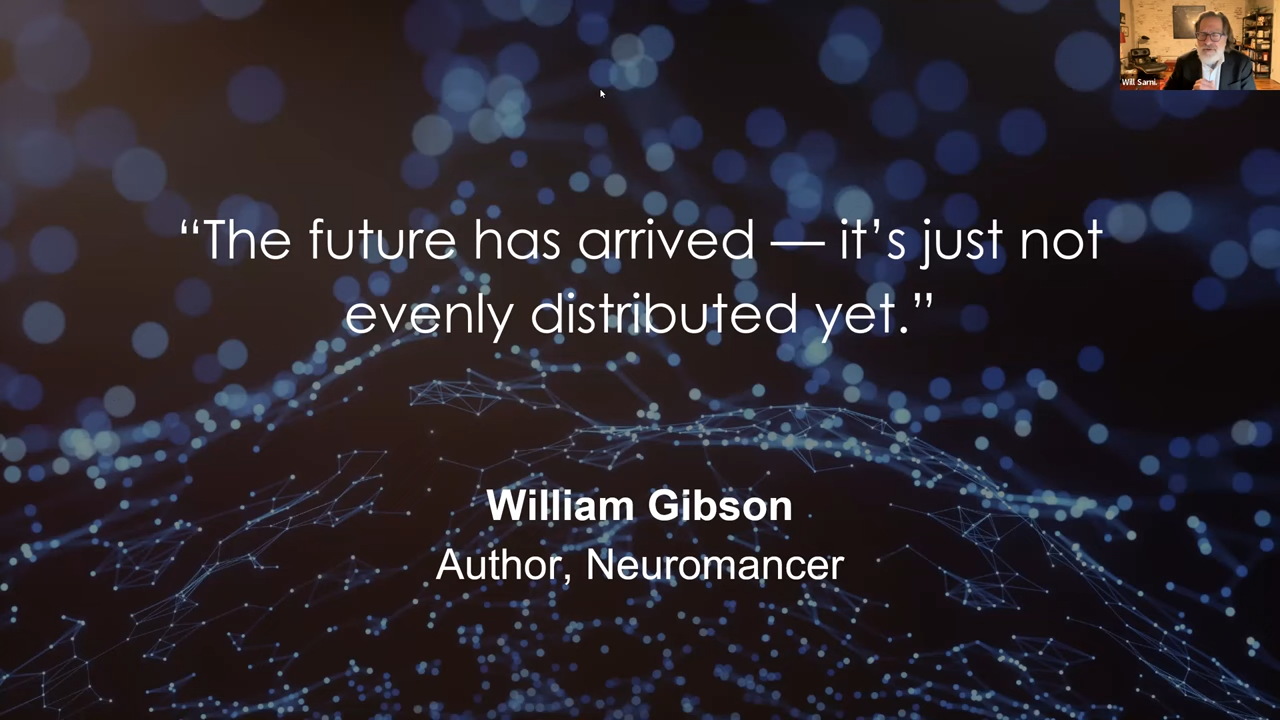 Will Sarni.
“The future has arrived — it’s just not
evenly distributed yet.”
William Gibson
Author, Neuromancer